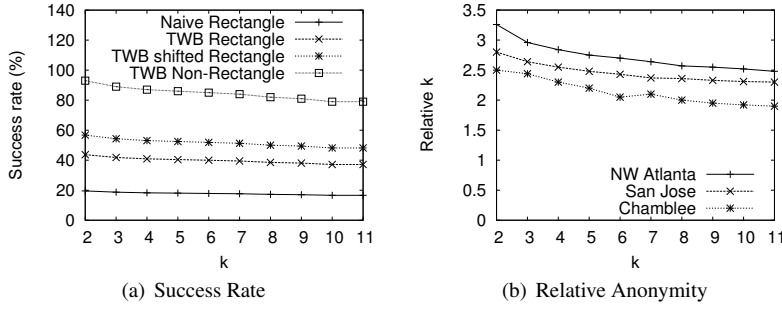 140
120
100
80
60
40
20
0
Success rate (%)
Naive Rectangle
TWB Rectangle
TWB shifted Rectangle
TWB Non-Rectangle
2 3 4 5 6 7 8 9 10 11
k
(a) Success Rate
3.5
3
2.5
2
1.5
1
0.5
0
Relative k
NW Atlanta
San Jose
Chamblee
2 3 4 5 6 7 8 9 10 11
k
(b) Relative Anonymity